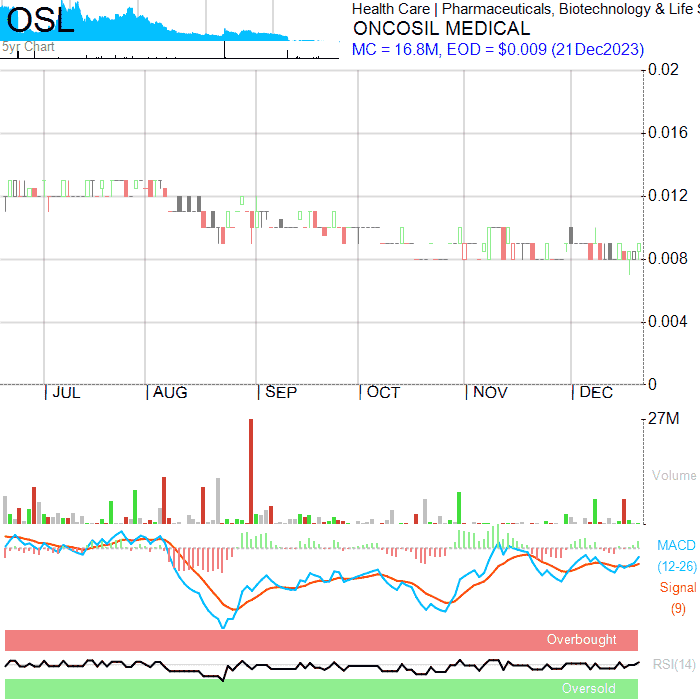 OSL
5yr Chart
Health Care | Pharmaceuticals, Biotechnology & Life S
ONCOSIL MEDICAL
MC = 16.8M, EOD = $0.009 (21Dec2023)
0.02
0.016
0.012
0.008
0.004
0
JUL AUG SEP OCT NOV DEC
27M
Volume
MACD
(12-26)
Signal
(9)
Overbought
RSI(14)
Oversold